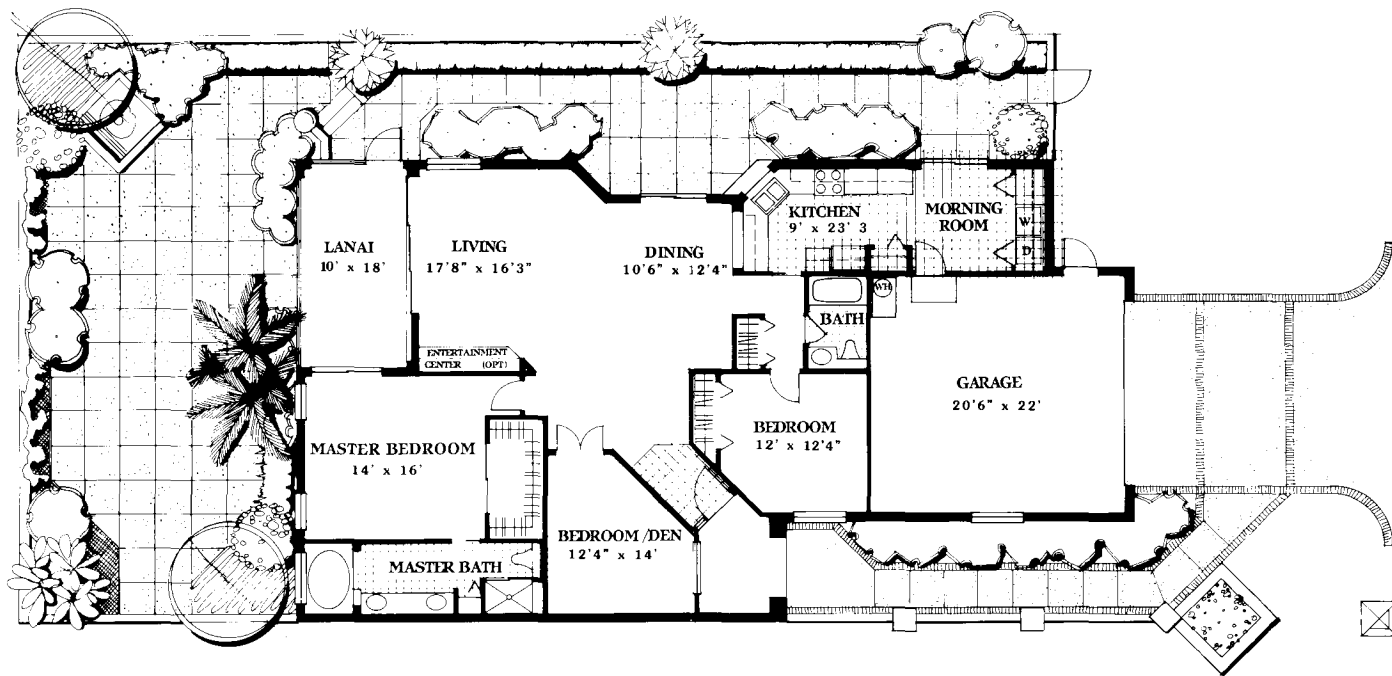 LANAI
10' x 18'
LIVING
17'8" x 16'3"
DINING
10'6" x 12'4"
KITCHEN
9' x 23' 3
MORNING
ROOM
W
D
WH
BATH
ENTERTAINMENT
CENTER (OPT)
GARAGE
20'6" x 22'
MASTER BEDROOM
14' x 16'
BEDROOM
12' x 12'4"
BEDROOM/DEN
12'4" x 14'
MASTER BATH